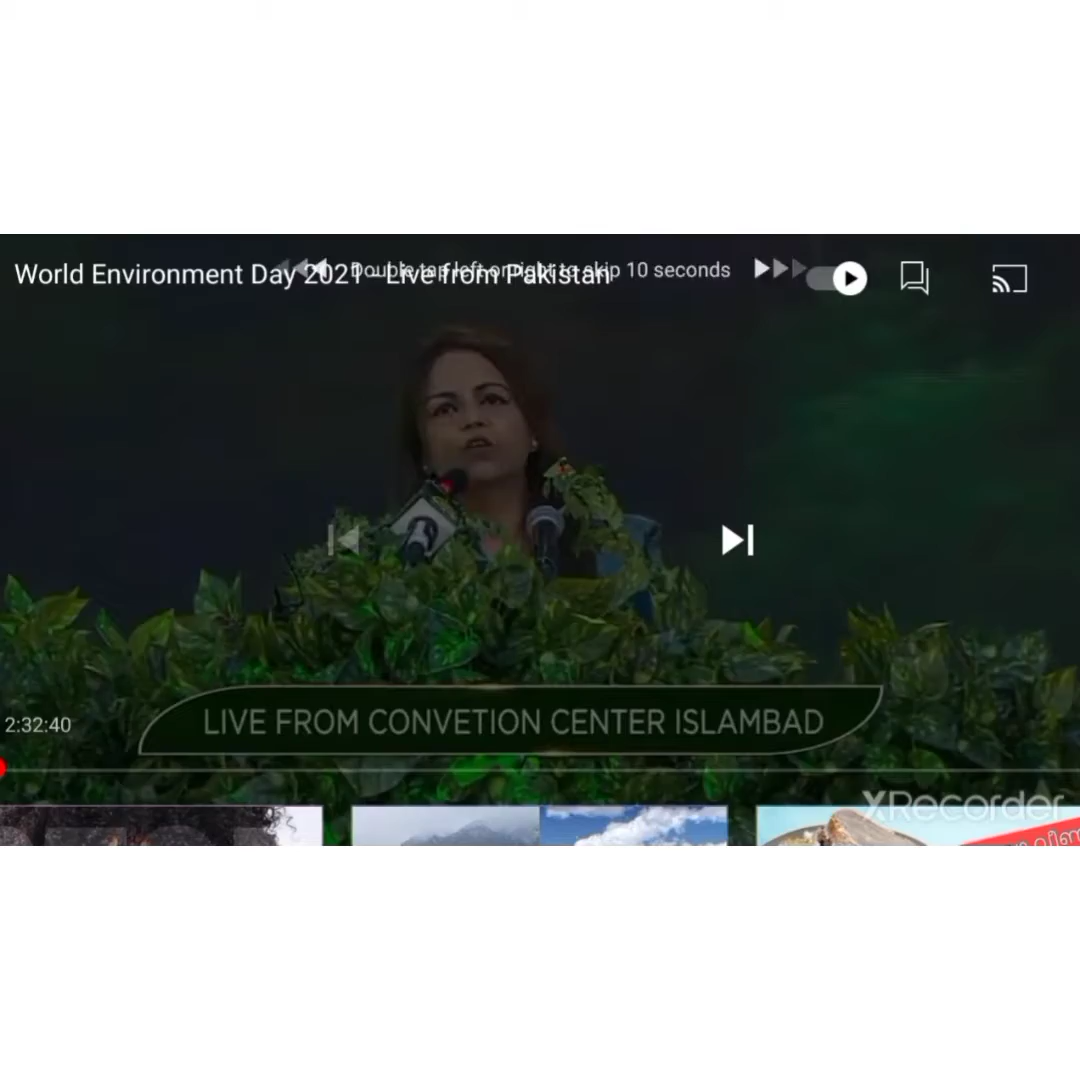 World Environment Day 2021 - Live from Pakistan
Double tap left or right to skip 10 seconds
LIVE FROM CONVETION CENTER ISLAMBAD
2:32:40
XRecorder